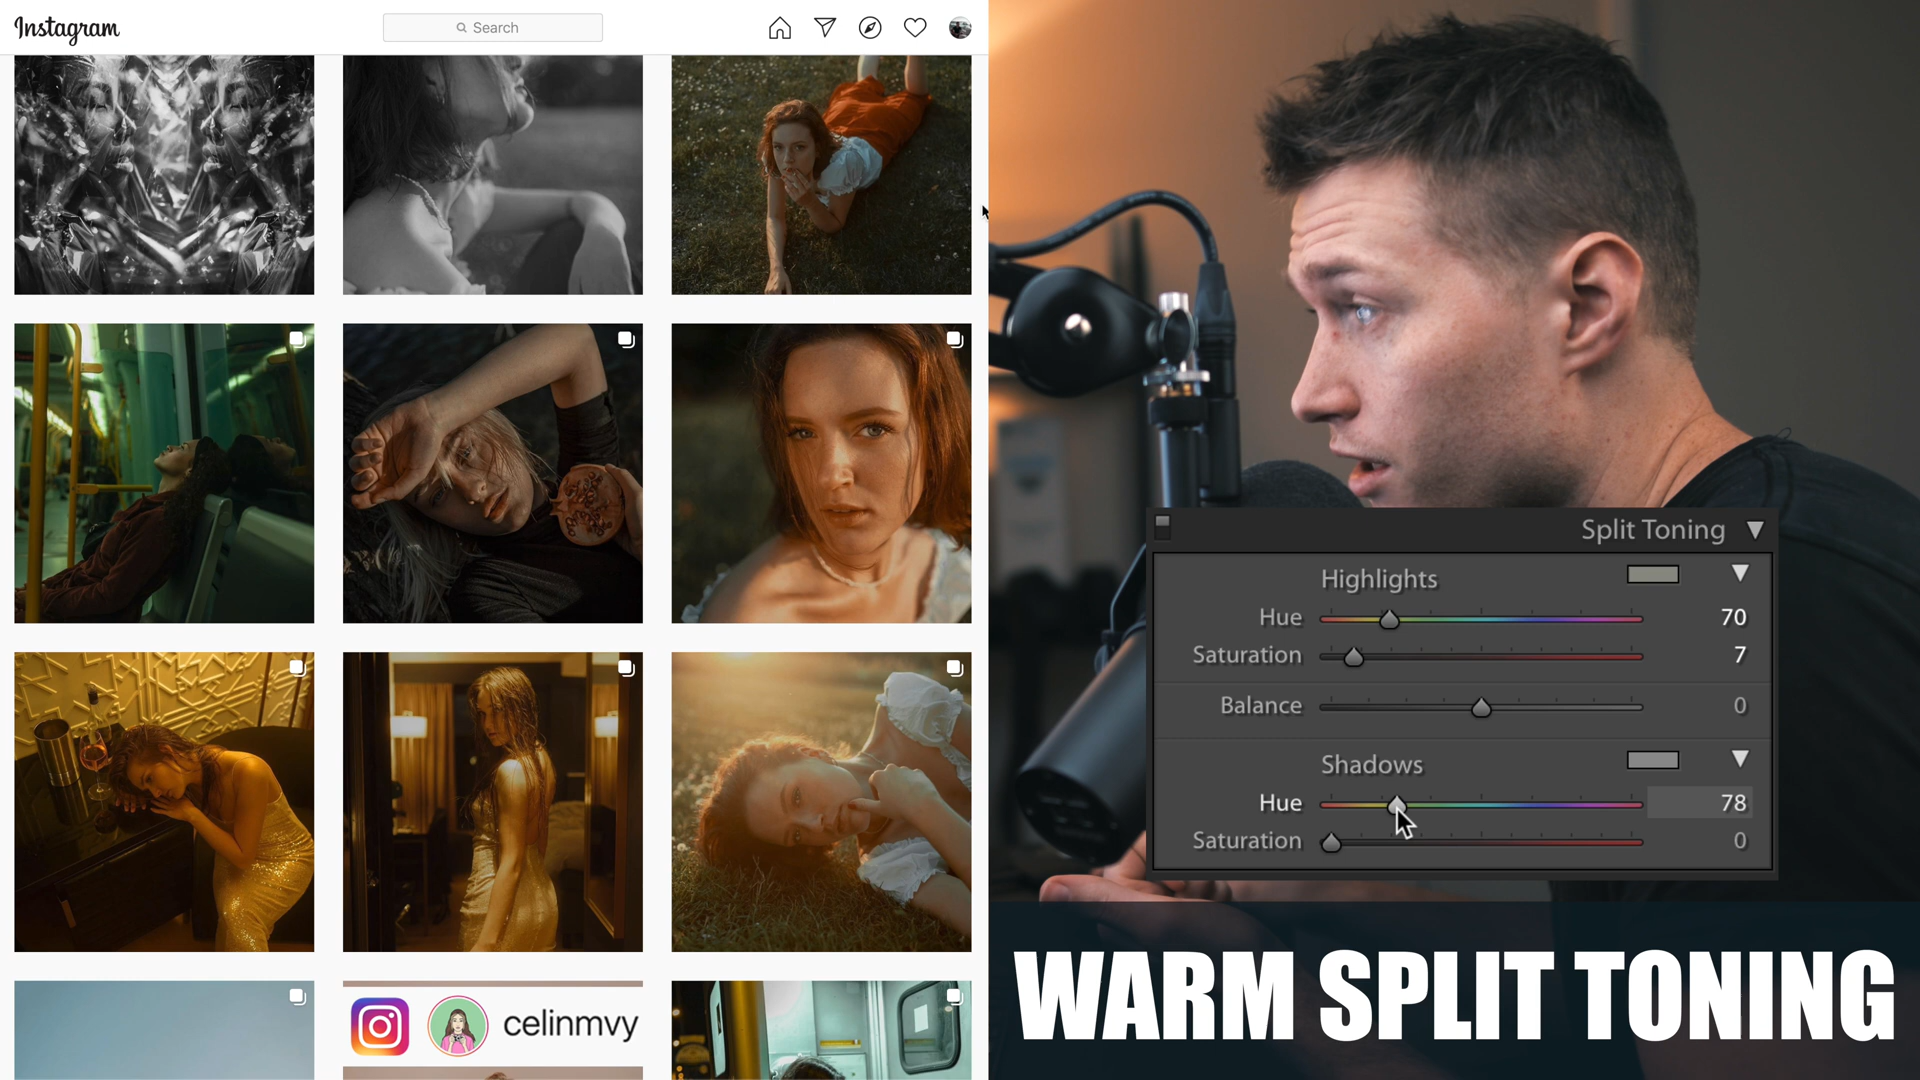 Instagram
Search
celinmvy
Split Toning
Highlights
Hue 70
Saturation 7
Balance 0
Shadows
Hue 78
Saturation 0
WARM SPLIT TONING